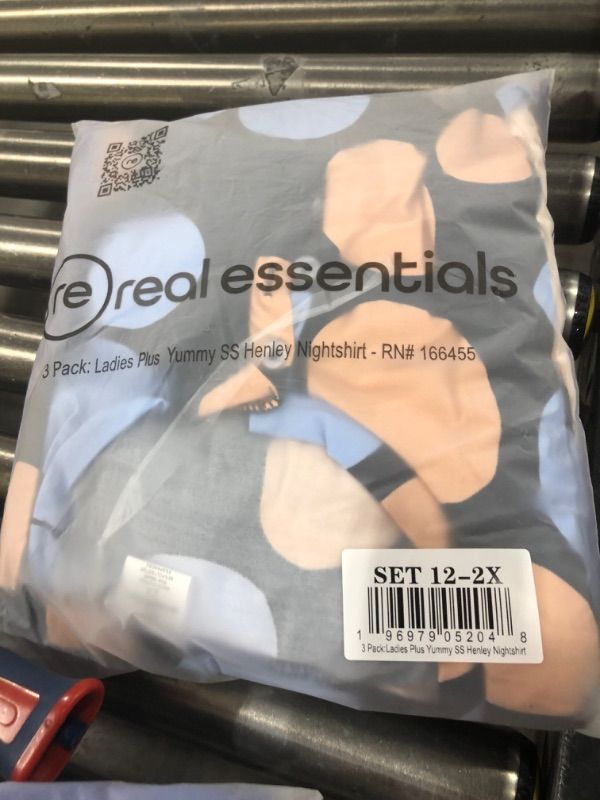 re real essentials
3 Pack: Ladies Plus Yummy SS Henley Nightshirt - RN# 166455
SET 12-2X
1 96979 05204 8
3 Pack:Ladies Plus Yummy SS Henley Nightshirt